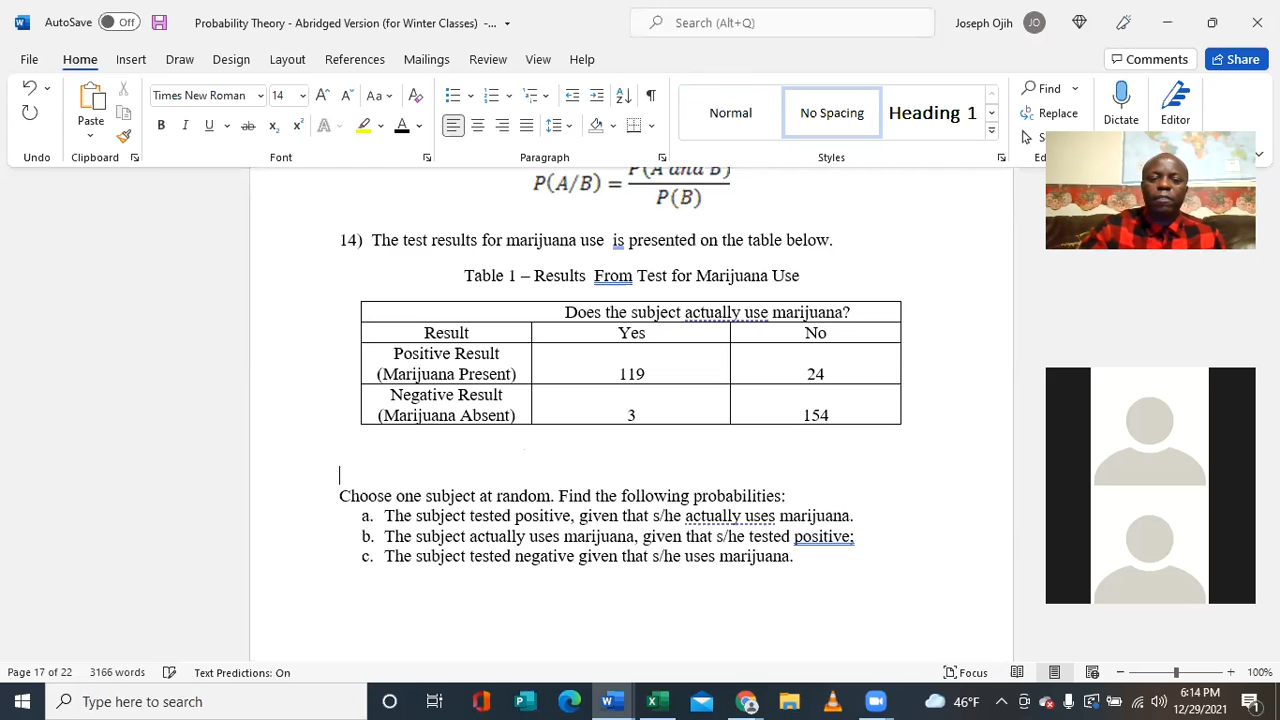 AutoSave Off Probability Theory - Abridged Version (for Winter Classes) -... Search (Alt+Q) Joseph Ojih JO
File Home Insert Draw Design Layout References Mailings Review View Help Comments Share
Times New Roman 14 Aa Normal No Spacing Heading 1 Find
Paste Replace Dictate Editor
Undo Clipboard Font Paragraph Styles
P(A and B)
P(A/B) =
P(B)
14) The test results for marijuana use is presented on the table below.
Table 1 – Results From Test for Marijuana Use
Does the subject actually use marijuana?
Result Yes No
Positive Result
(Marijuana Present) 119 24
Negative Result
(Marijuana Absent) 3 154
Choose one subject at random. Find the following probabilities:
a. The subject tested positive, given that s/he actually uses marijuana.
b. The subject actually uses marijuana, given that s/he tested positive;
c. The subject tested negative given that s/he uses marijuana.
Page 17 of 22 3166 words Text Predictions: On Focus 100%
Type here to search 46°F 6:14 PM
12/29/2021